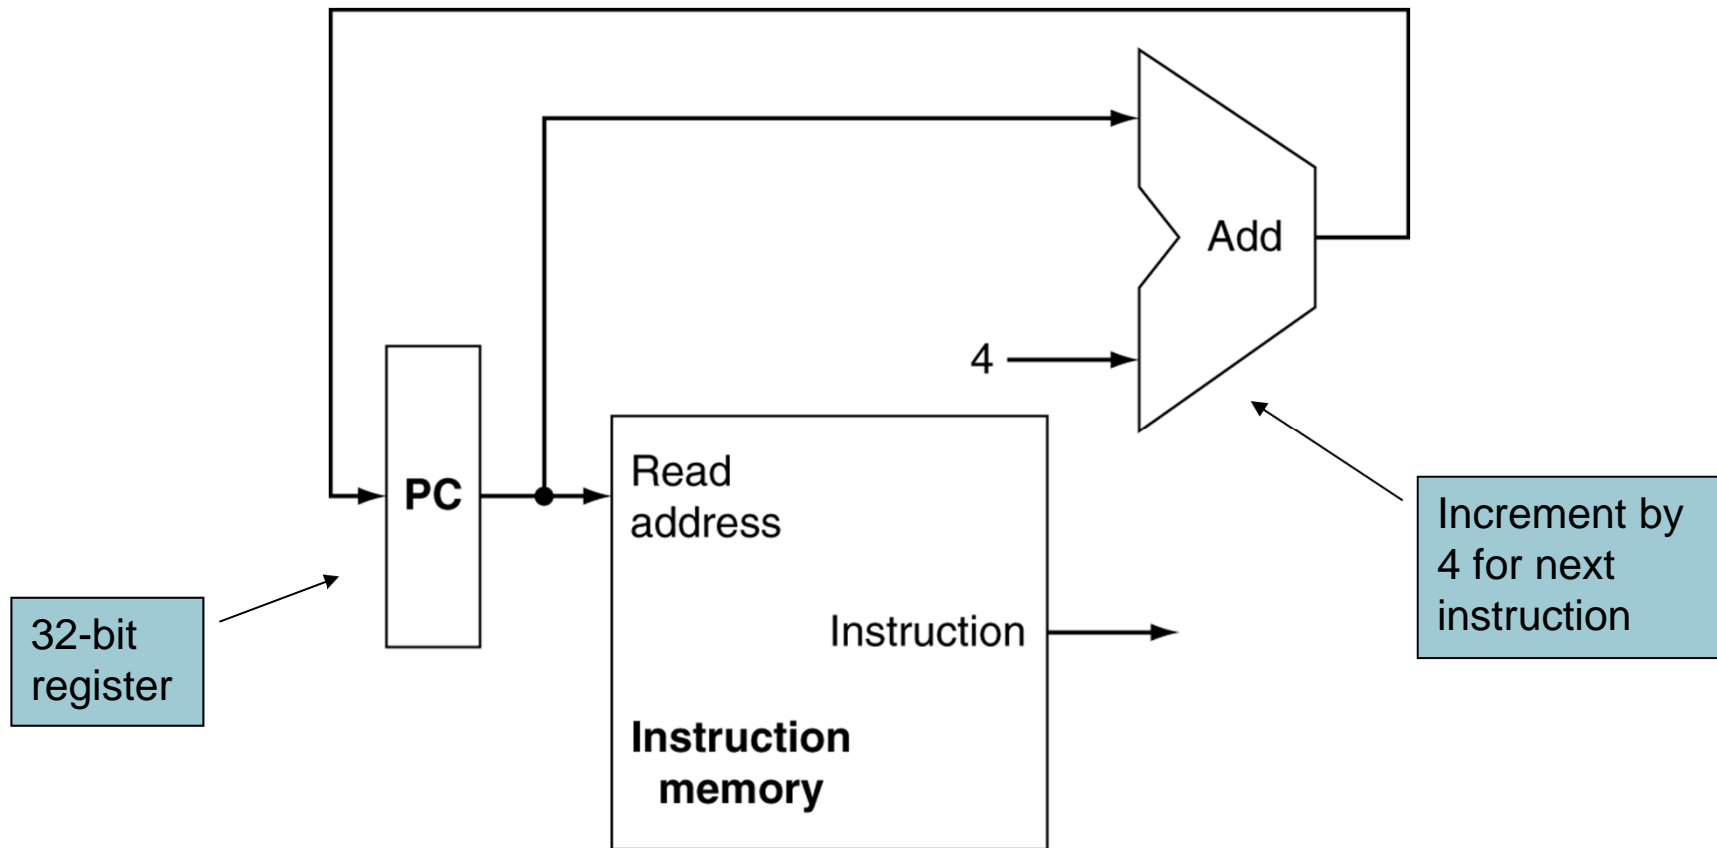 Add
4
PC
Read
address
Instruction
Instruction
memory
32-bit
register
Increment by
4 for next
instruction